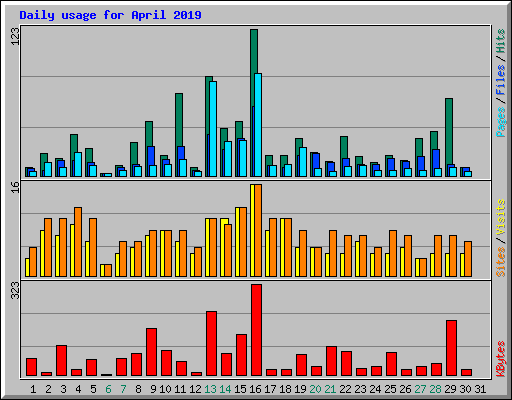 Daily usage for April 2019
123
Pages / Files / Hits
16
Sites / Visits
323
KBytes
1 2 3 4 5 6 7 8 9 10 11 12 13 14 15 16 17 18 19 20 21 22 23 24 25 26 27 28 29 30 31